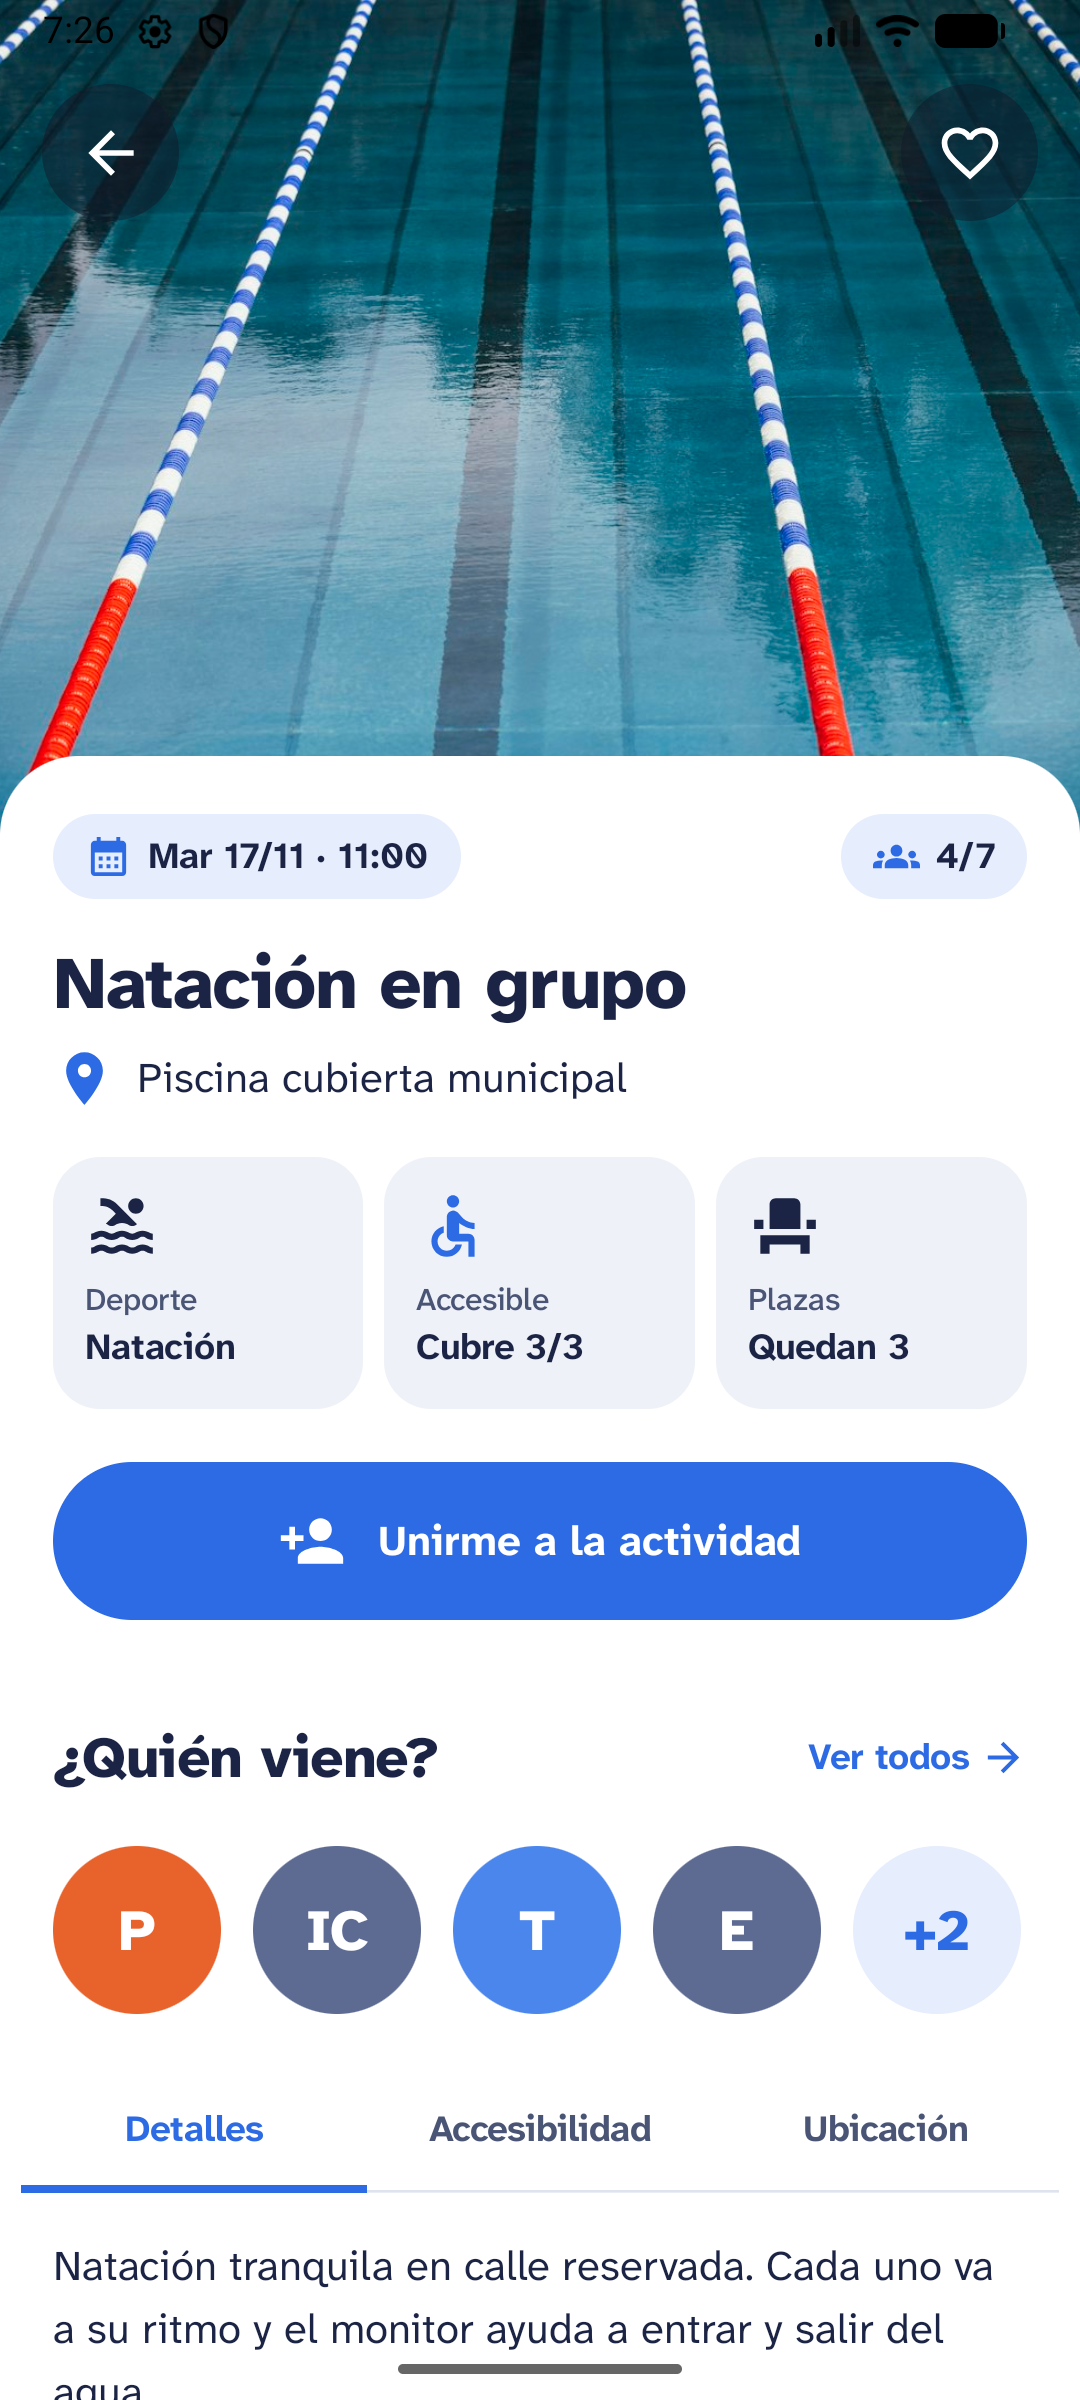 7:26
Mar 17/11 · 11:00
4/7
Natación en grupo
Piscina cubierta municipal
Deporte
Natación
Accesible
Cubre 3/3
Plazas
Quedan 3
Unirme a la actividad
¿Quién viene?
Ver todos
P
IC
T
E
+2
Detalles
Accesibilidad
Ubicación
Natación tranquila en calle reservada. Cada uno va
a su ritmo y el monitor ayuda a entrar y salir del
agua